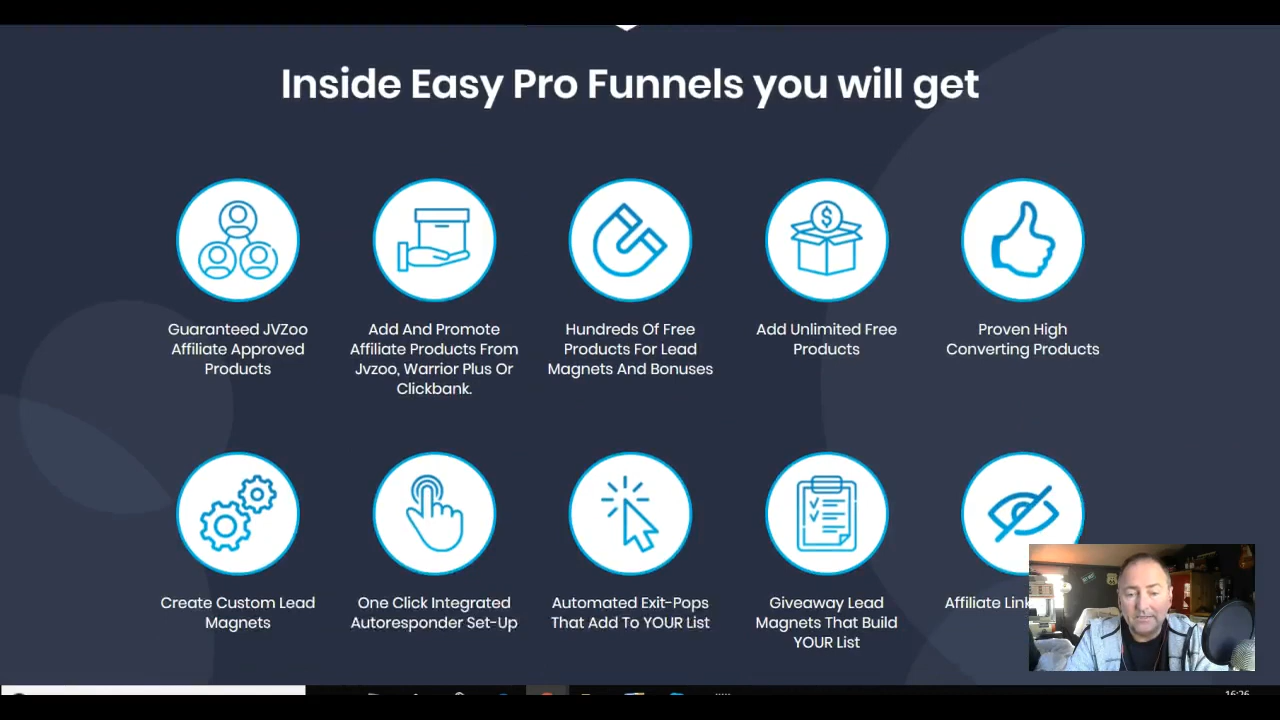 Inside Easy Pro Funnels you will get
Guaranteed JVZoo
Affiliate Approved
Products
Add And Promote
Affiliate Products From
Jvzoo, Warrior Plus Or
Clickbank.
Hundreds Of Free
Products For Lead
Magnets And Bonuses
Add Unlimited Free
Products
Proven High
Converting Products
Create Custom Lead
Magnets
One Click Integrated
Autoresponder Set-Up
Automated Exit-Pops
That Add To YOUR List
Giveaway Lead
Magnets That Build
YOUR List
Affiliate Link
16:26